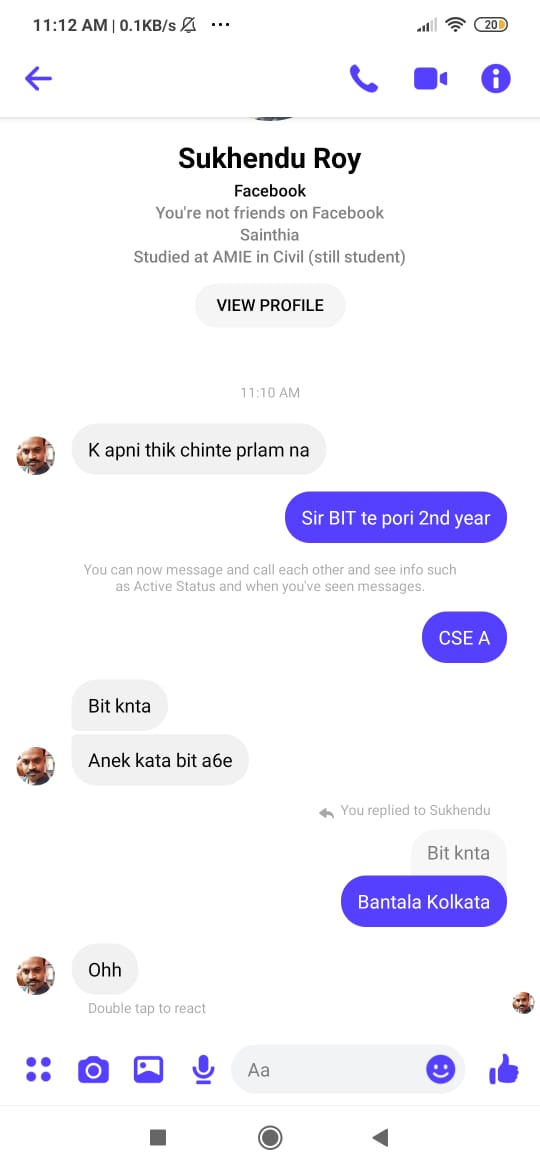 11:12 AM | 0.1KB/s ...
20
Sukhendu Roy
Facebook
You're not friends on Facebook
Sainthia
Studied at AMIE in Civil (still student)
VIEW PROFILE
11:10 AM
K apni thik chinte prlam na
Sir BIT te pori 2nd year
You can now message and call each other and see info such
as Active Status and when you've seen messages.
CSE A
Bit knta
Anek kata bit a6e
You replied to Sukhendu
Bit knta
Bantala Kolkata
Ohh
Double tap to react
Aa